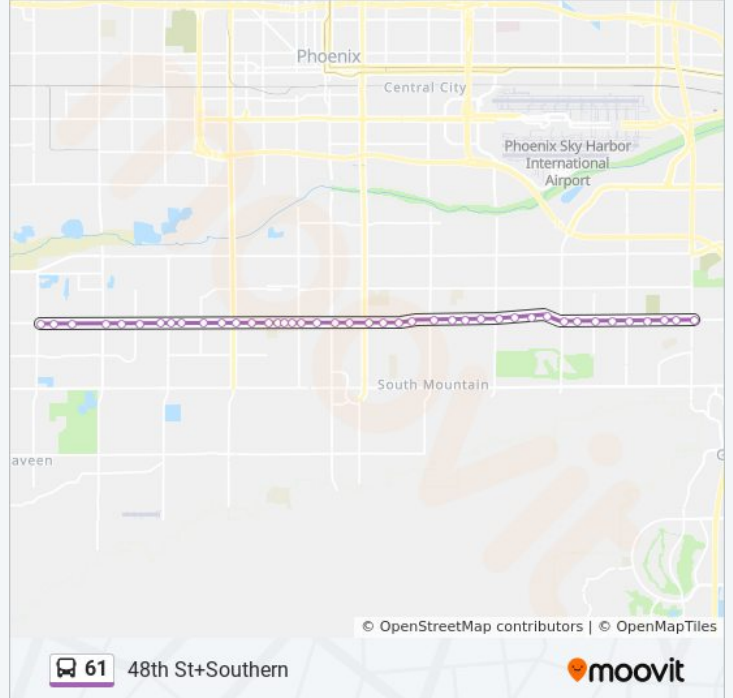 Phoenix
Central City
Phoenix Sky Harbor
International
Airport
South Mountain
aveen
G
moovit
© OpenStreetMap contributors | © OpenMapTiles
61 48th St+Southern
moovit